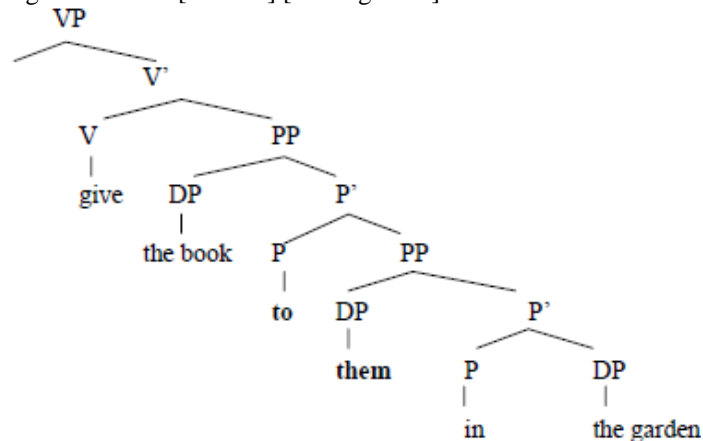 VP
V’
V PP
give DP P’
the book P PP
to DP P’
them P DP
in the garden